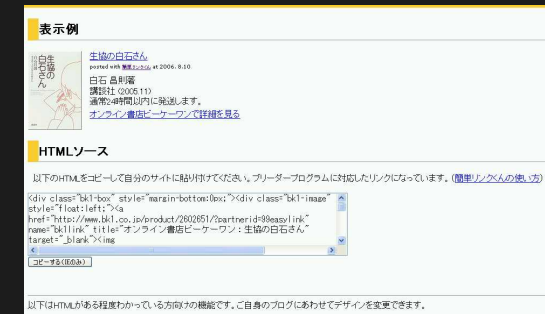 表示例
生協の白石さん
生協の白石さん
posted with 簡単リンクくん at 2006. 8.10
白石 昌則著
講談社 (2005.11)
通常24時間以内に発送します。
オンライン書店ビーケーワンで詳細を見る
HTMLソース
以下のHTMLをコピーして自分のサイトに貼り付けてください。ブリーダープログラムに対応したリンクになっています。(簡単リンクくんの使い方)
<div class="bk1-box" style="margin-bottom:0px;"><div class="bk1-image"
style="float:left;"><a
href="http://www.bk1.co.jp/product/2602651/?partnerid=99easylink"
name="bk1link" title="オンライン書店ビーケーワン：生協の白石さん"
target="_blank"><img
コピーする(IEのみ)
以下はHTMLがある程度わかっている方向けの機能です。ご自身のブログにあわせてデザインを変更できます。